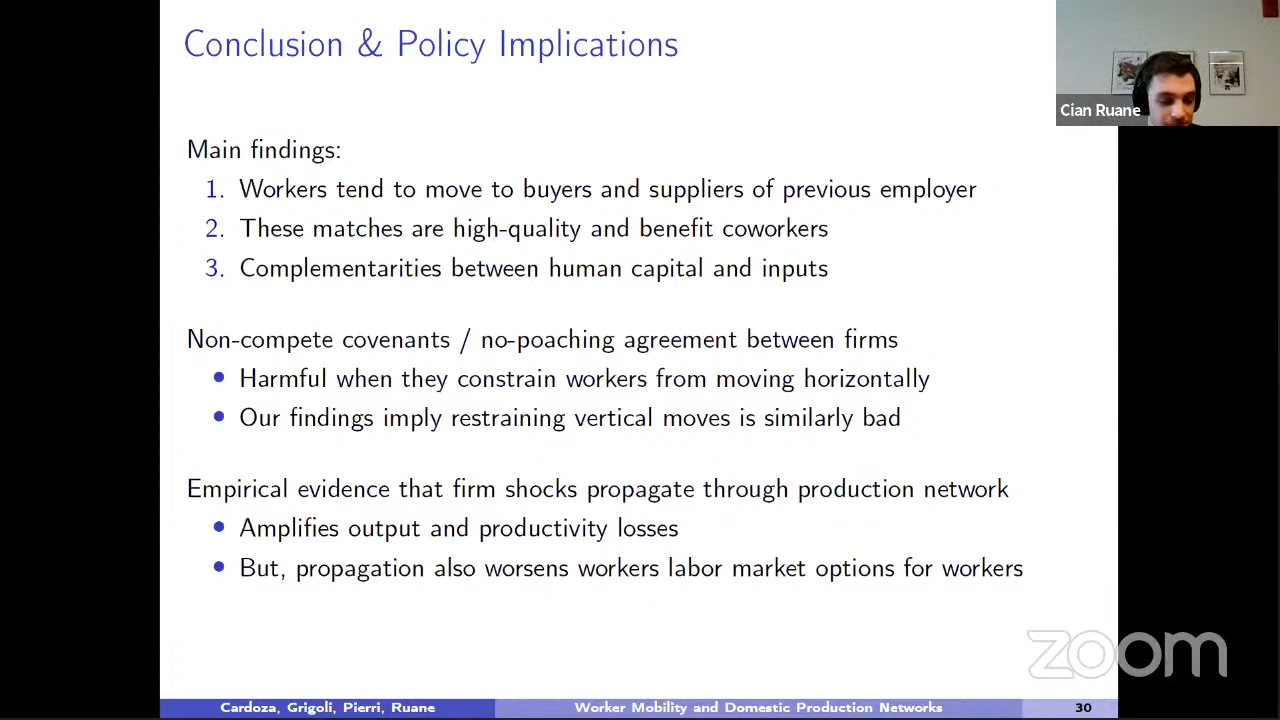 Conclusion & Policy Implications
Cian Ruane
Main findings:
1. Workers tend to move to buyers and suppliers of previous employer
2. These matches are high-quality and benefit coworkers
3. Complementarities between human capital and inputs
Non-compete covenants / no-poaching agreement between firms
• Harmful when they constrain workers from moving horizontally
• Our findings imply restraining vertical moves is similarly bad
Empirical evidence that firm shocks propagate through production network
• Amplifies output and productivity losses
• But, propagation also worsens workers labor market options for workers
zoom
Cardoza, Grigoli, Pierri, Ruane Worker Mobility and Domestic Production Networks 30